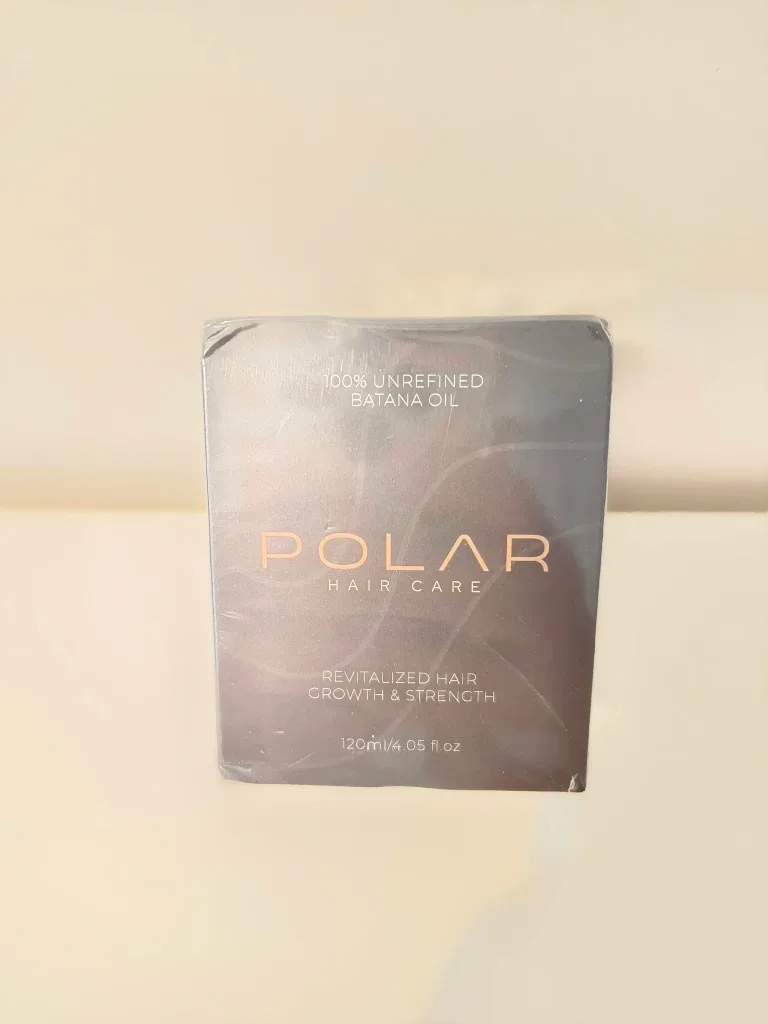 100% UNREFINED
BATANA OIL
POLAR
HAIR CARE
REVITALIZED HAIR
GROWTH & STRENGTH
120ml/4.05 fl.oz